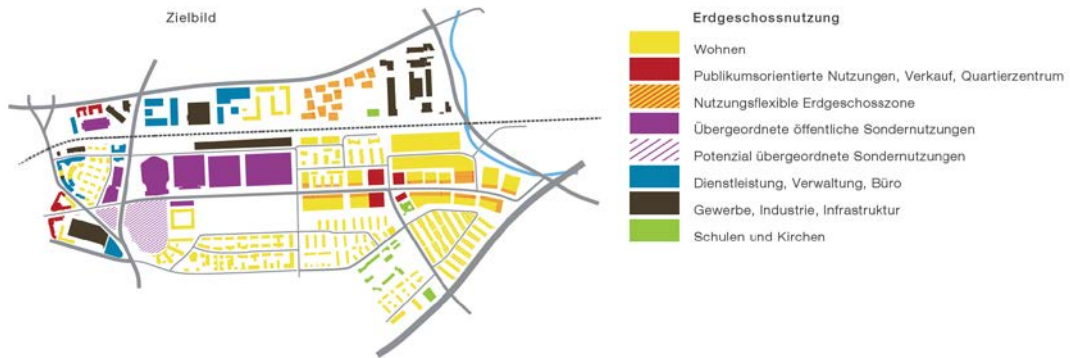 Zielbild
Erdgeschossnutzung
Wohnen
Publikumsorientierte Nutzungen, Verkauf, Quartierzentrum
Nutzungsflexible Erdgeschosszone
Übergeordnete öffentliche Sondernutzungen
Potenzial übergeordnete Sondernutzungen
Dienstleistung, Verwaltung, Büro
Gewerbe, Industrie, Infrastruktur
Schulen und Kirchen